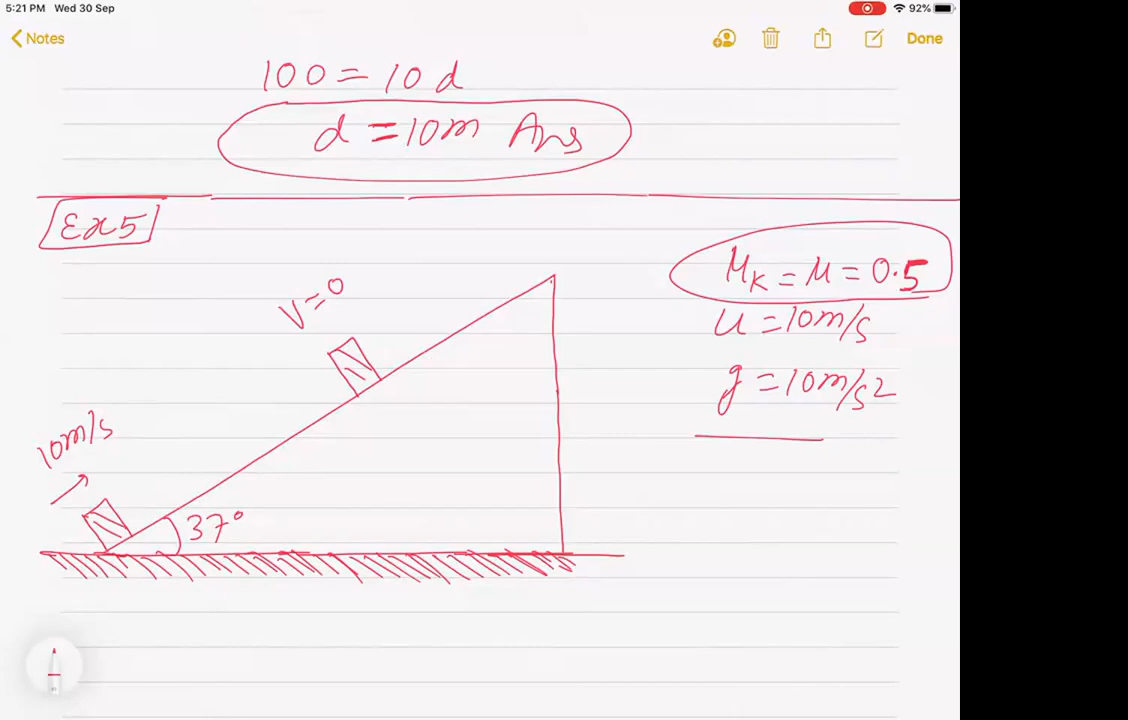 5:21 PM Wed 30 Sep
92%
Notes
Done
100 = 10 d
d = 10m Ans
Ex5
μK = μ = 0.5
u = 10m/s
g = 10m/s2
V=0
10m/s
37°